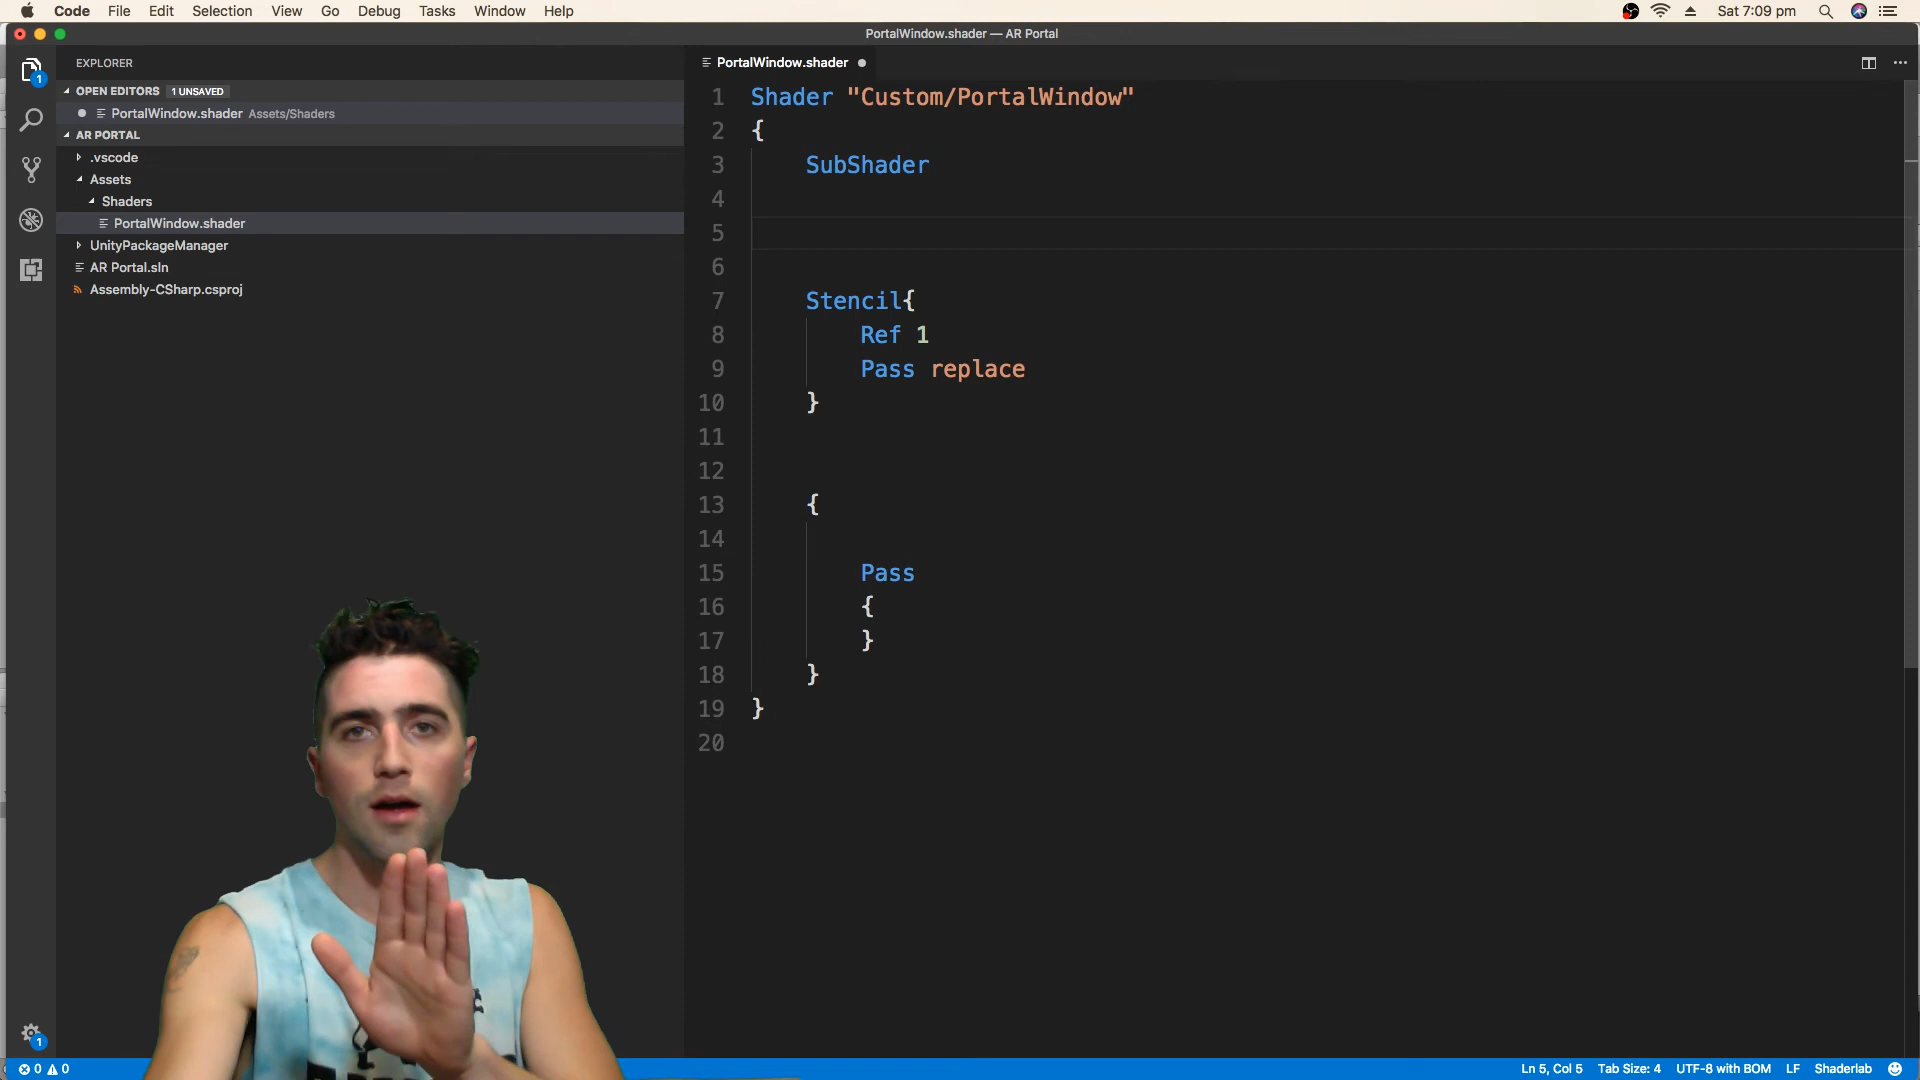 Code File Edit Selection View Go Debug Tasks Window Help Sat 7:09 pm
PortalWindow.shader — AR Portal
EXPLORER
PortalWindow.shader
OPEN EDITORS 1 UNSAVED
PortalWindow.shader Assets/Shaders
AR PORTAL
.vscode
Assets
Shaders
PortalWindow.shader
UnityPackageManager
AR Portal.sln
Assembly-CSharp.csproj
1
1
1 Shader "Custom/PortalWindow"
2 {
3 SubShader
4
5
6
7 Stencil{
8 Ref 1
9 Pass replace
10 }
11
12
13 {
14
15 Pass
16 {
17 }
18 }
19 }
20
0 0 Ln 5, Col 5 Tab Size: 4 UTF-8 with BOM LF Shaderlab